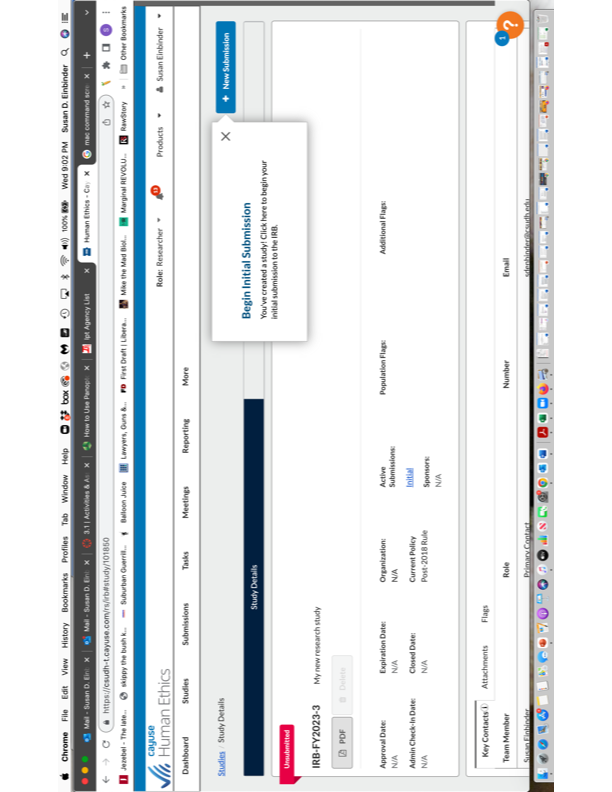 Chrome File Edit View History Bookmarks Profiles Tab Window Help box 100% Wed 9:02 PM Susan D. Einbinder
Mail - Susan D. Ein Mail - Susan D. Ein 3.1 | Activities & As How to Use Panop Ipt Agency List Human Ethics - Ca mac command scre
https://csudh-t.cayuse.com/rs/irb#study/101850
Jezebel - The late... skippy the bush k... Suburban Guerrill... Balloon Juice Lawyers, Guns &... First Draft | Libera... Mike the Mad Biol... Marginal REVOLU... RawStory » Other Bookmarks
cayuse
Human Ethics
Role: Researcher 13 Products Susan Einbinder
Dashboard Studies Submissions Tasks Meetings Reporting More
Studies / Study Details
+ New Submission
Begin Initial Submission
You've created a study! Click here to begin your
initial submission to the IRB.
Study Details
Unsubmitted
IRB-FY2023-3 My new research study
PDF Delete
Approval Date:
N/A
Expiration Date:
N/A
Organization:
N/A
Active
Submissions:
Initial
Population Flags:
Additional Flags:
Admin Check-In Date:
N/A
Closed Date:
N/A
Current Policy
Post-2018 Rule
Sponsors:
N/A
Key Contacts Attachments Flags
Team Member Role Number Email
Susan Einbinder Primary Contact sdeinbinder@csudh.edu
1
?